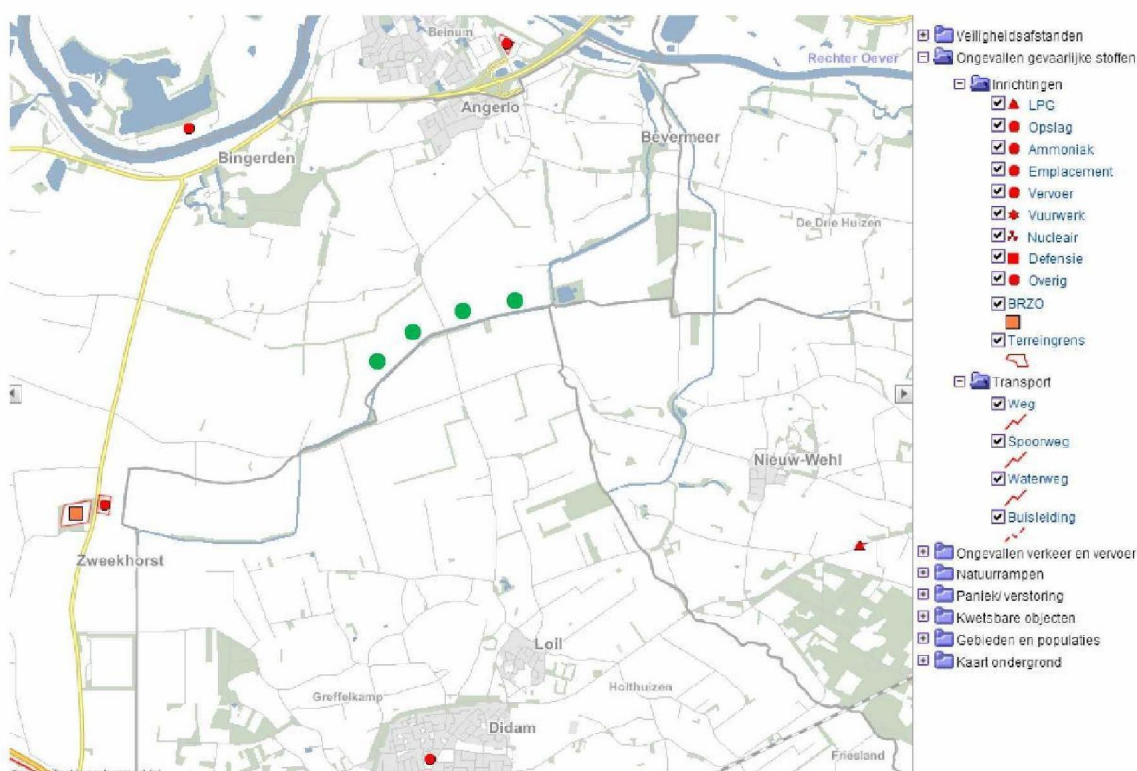 Beinum
Rechter Oever
Angerlo
Bevermeer
Bingerden
De Drie Huizen
Nieuw-Wehl
Zweekhorst
Loil
Greffelkamp
Holthuizen
Didam
Friesland
Veiligheidsafstanden
Ongevallen gevaarlijke stoffen
Inrichtingen
LPG
Opslag
Ammoniak
Emplacement
Vervoer
Vuurwerk
Nucleair
Defensie
Overig
BRZO
Terreingrens
Transport
Weg
Spoorweg
Waterweg
Buisleiding
Ongevallen verkeer en vervoer
Natuurrampen
Paniek/verstoring
Kwetsbare objecten
Gebieden en populaties
Kaart ondergrond